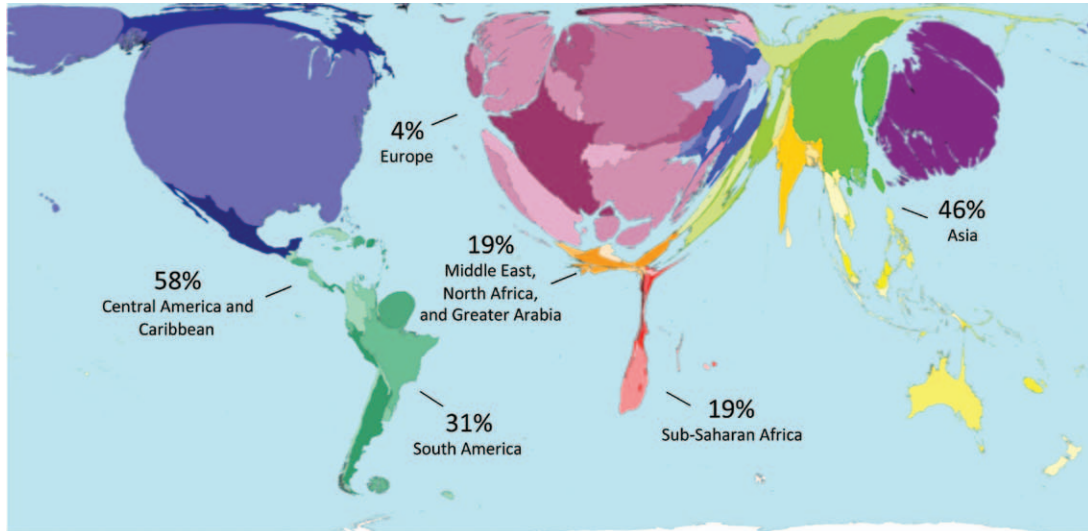 4%
Europe
46%
Asia
19%
Middle East,
North Africa,
and Greater Arabia
58%
Central America and
Caribbean
19%
Sub-Saharan Africa
31%
South America